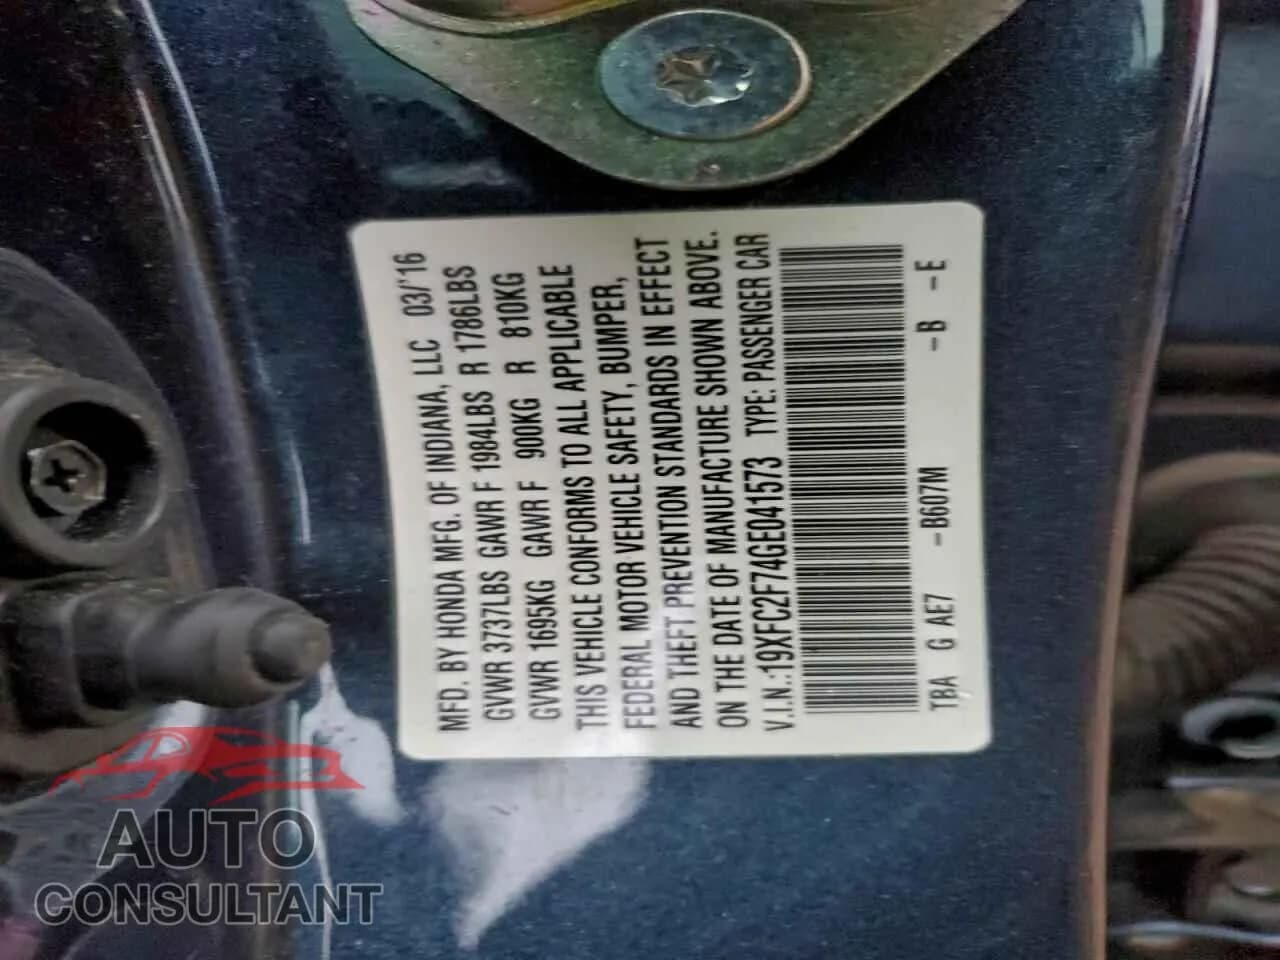 MFD. BY HONDA MFG. OF INDIANA, LLC 03/'16
GVWR 3737LBS GAWR F 1984LBS R 1786LBS
GVWR 1695KG GAWR F 900KG R 810KG
THIS VEHICLE CONFORMS TO ALL APPLICABLE
FEDERAL MOTOR VEHICLE SAFETY, BUMPER,
AND THEFT PREVENTION STANDARDS IN EFFECT
ON THE DATE OF MANUFACTURE SHOWN ABOVE.
V.I.N.:19XFC2F74GE041573 TYPE: PASSENGER CAR
TBA G AE7 –B607M –B –E
AUTO
CONSULTANT